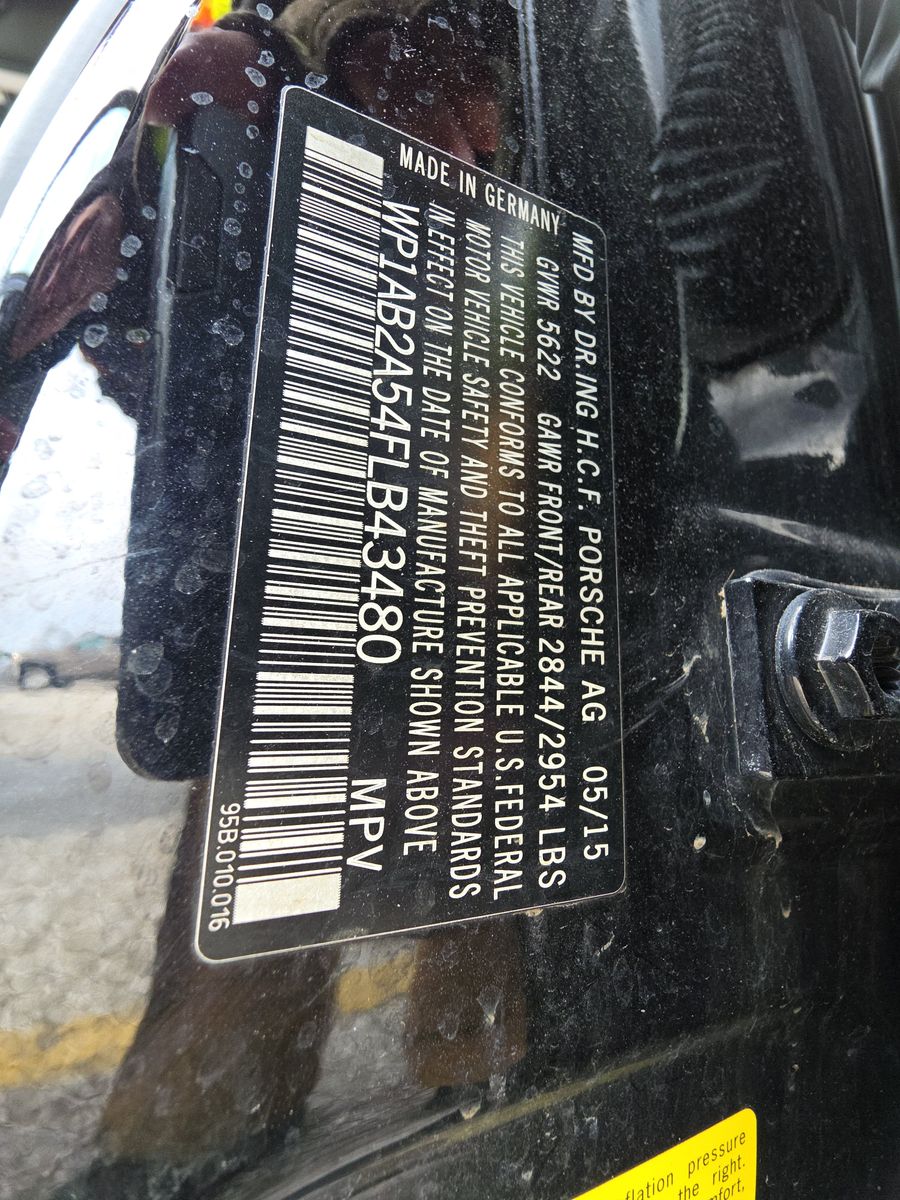 MFD BY DR.ING H.C.F. PORSCHE AG 05/15
GVWR 5622 GAWR FRONT/REAR 2844/2954 LBS
THIS VEHICLE CONFORMS TO ALL APPLICABLE U.S.FEDERAL
MOTOR VEHICLE SAFETY AND THEFT PREVENTION STANDARDS
IN EFFECT ON THE DATE OF MANUFACTURE SHOWN ABOVE
MADE IN GERMANY
WP1AB2A54FLB43480 MPV
95B.010.016
pressure
the right.